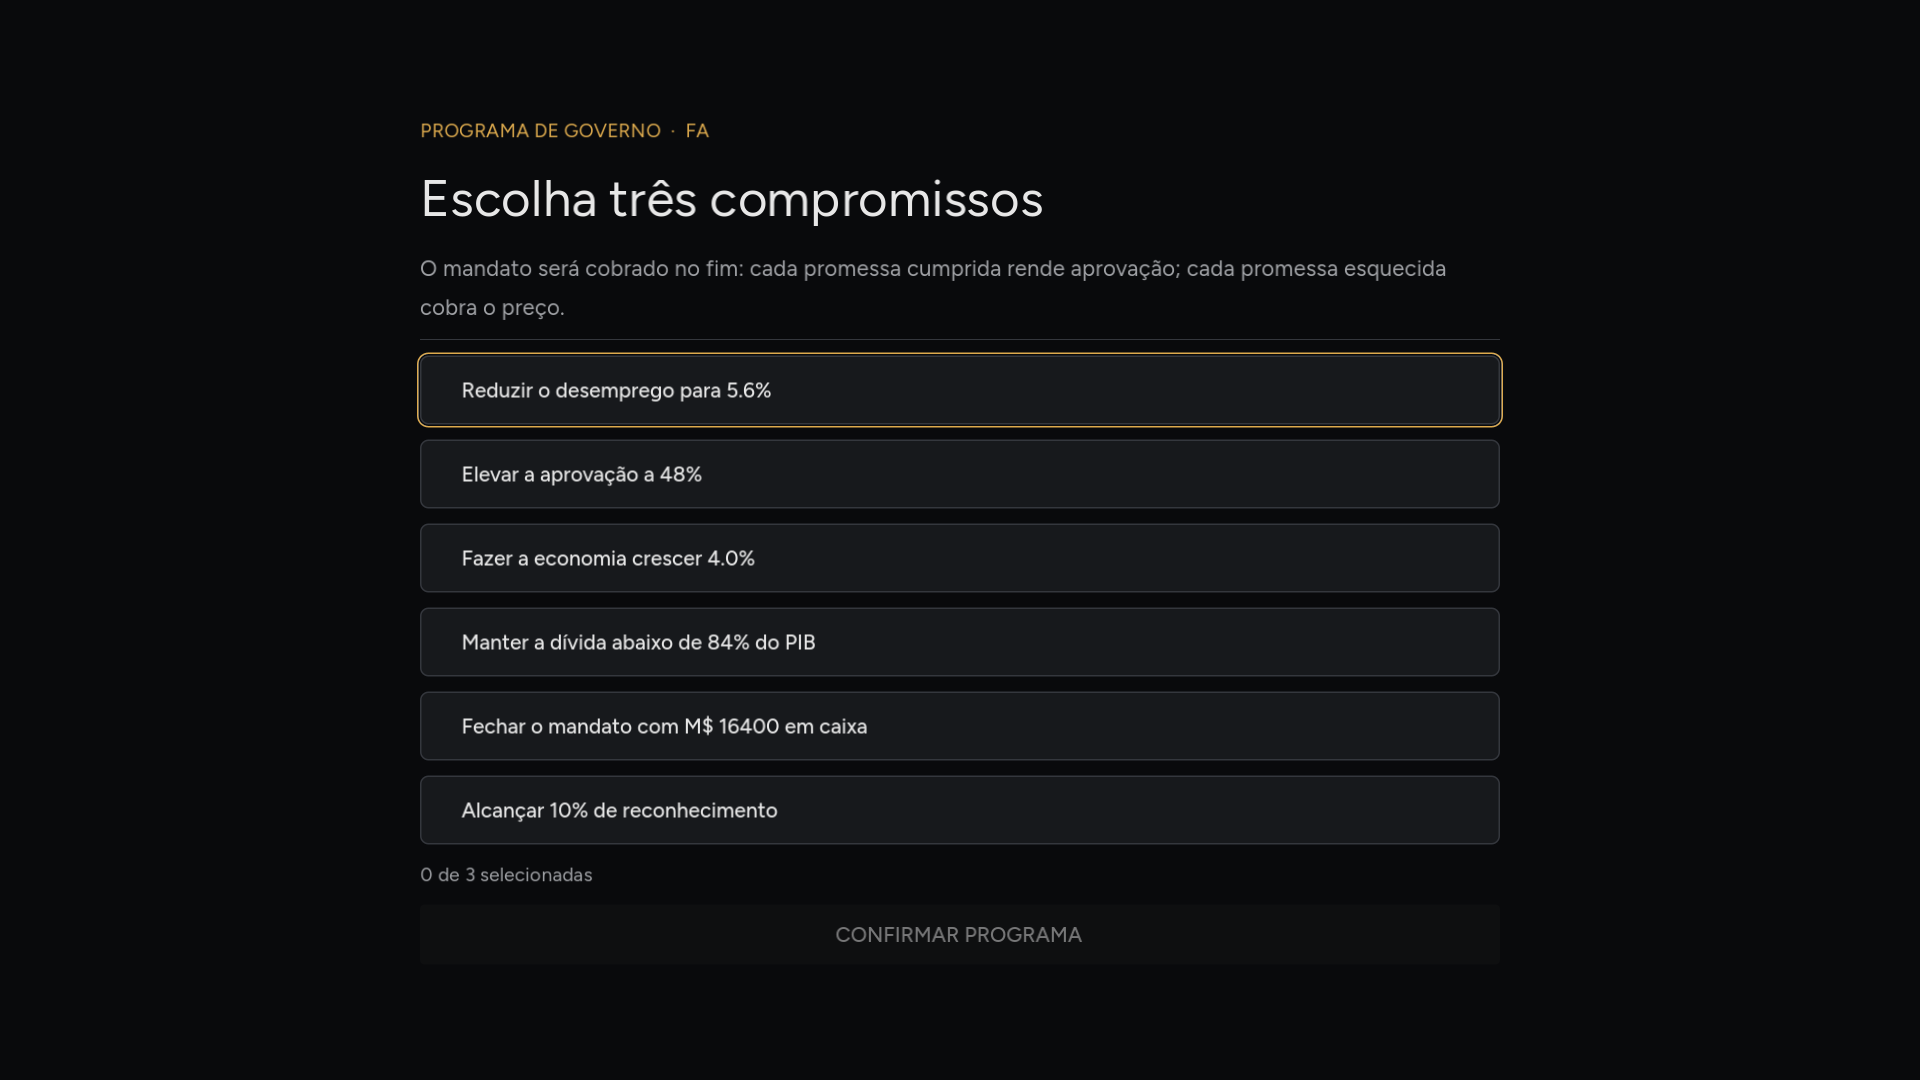 PROGRAMA DE GOVERNO · FA
Escolha três compromissos
O mandato será cobrado no fim: cada promessa cumprida rende aprovação; cada promessa esquecida
cobra o preço.
Reduzir o desemprego para 5.6%
Elevar a aprovação a 48%
Fazer a economia crescer 4.0%
Manter a dívida abaixo de 84% do PIB
Fechar o mandato com M$ 16400 em caixa
Alcançar 10% de reconhecimento
0 de 3 selecionadas
CONFIRMAR PROGRAMA